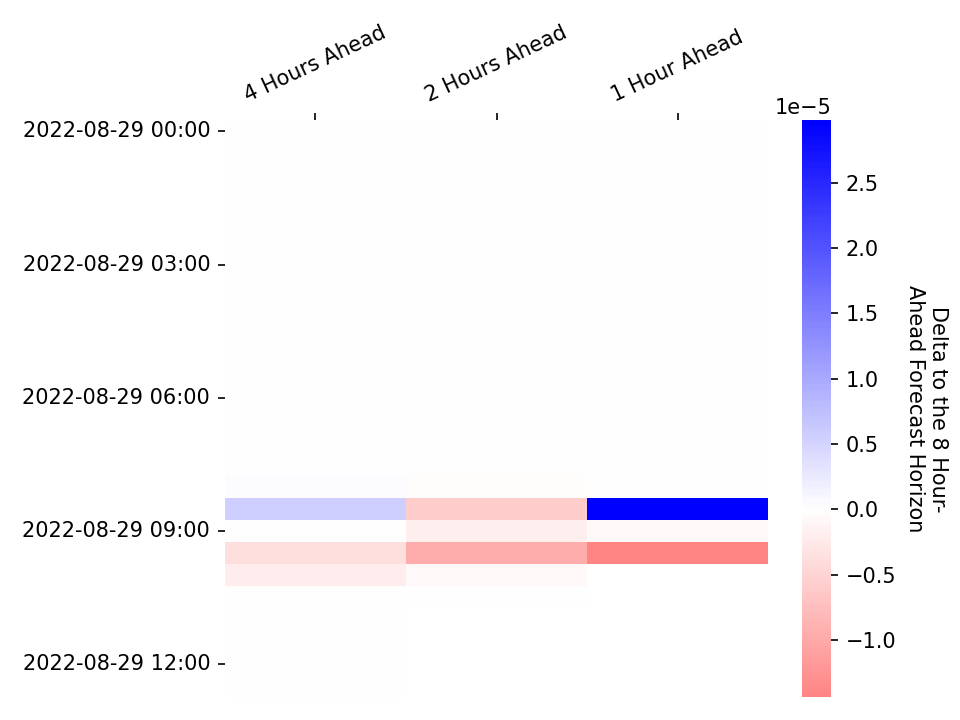 4 Hours Ahead
2 Hours Ahead
1 Hour Ahead
1e−5
2022-08-29 00:00
2022-08-29 03:00
2022-08-29 06:00
2022-08-29 09:00
2022-08-29 12:00
2.5
2.0
1.5
1.0
0.5
0.0
−0.5
−1.0
Delta to the 8 Hour-
Ahead Forecast Horizon